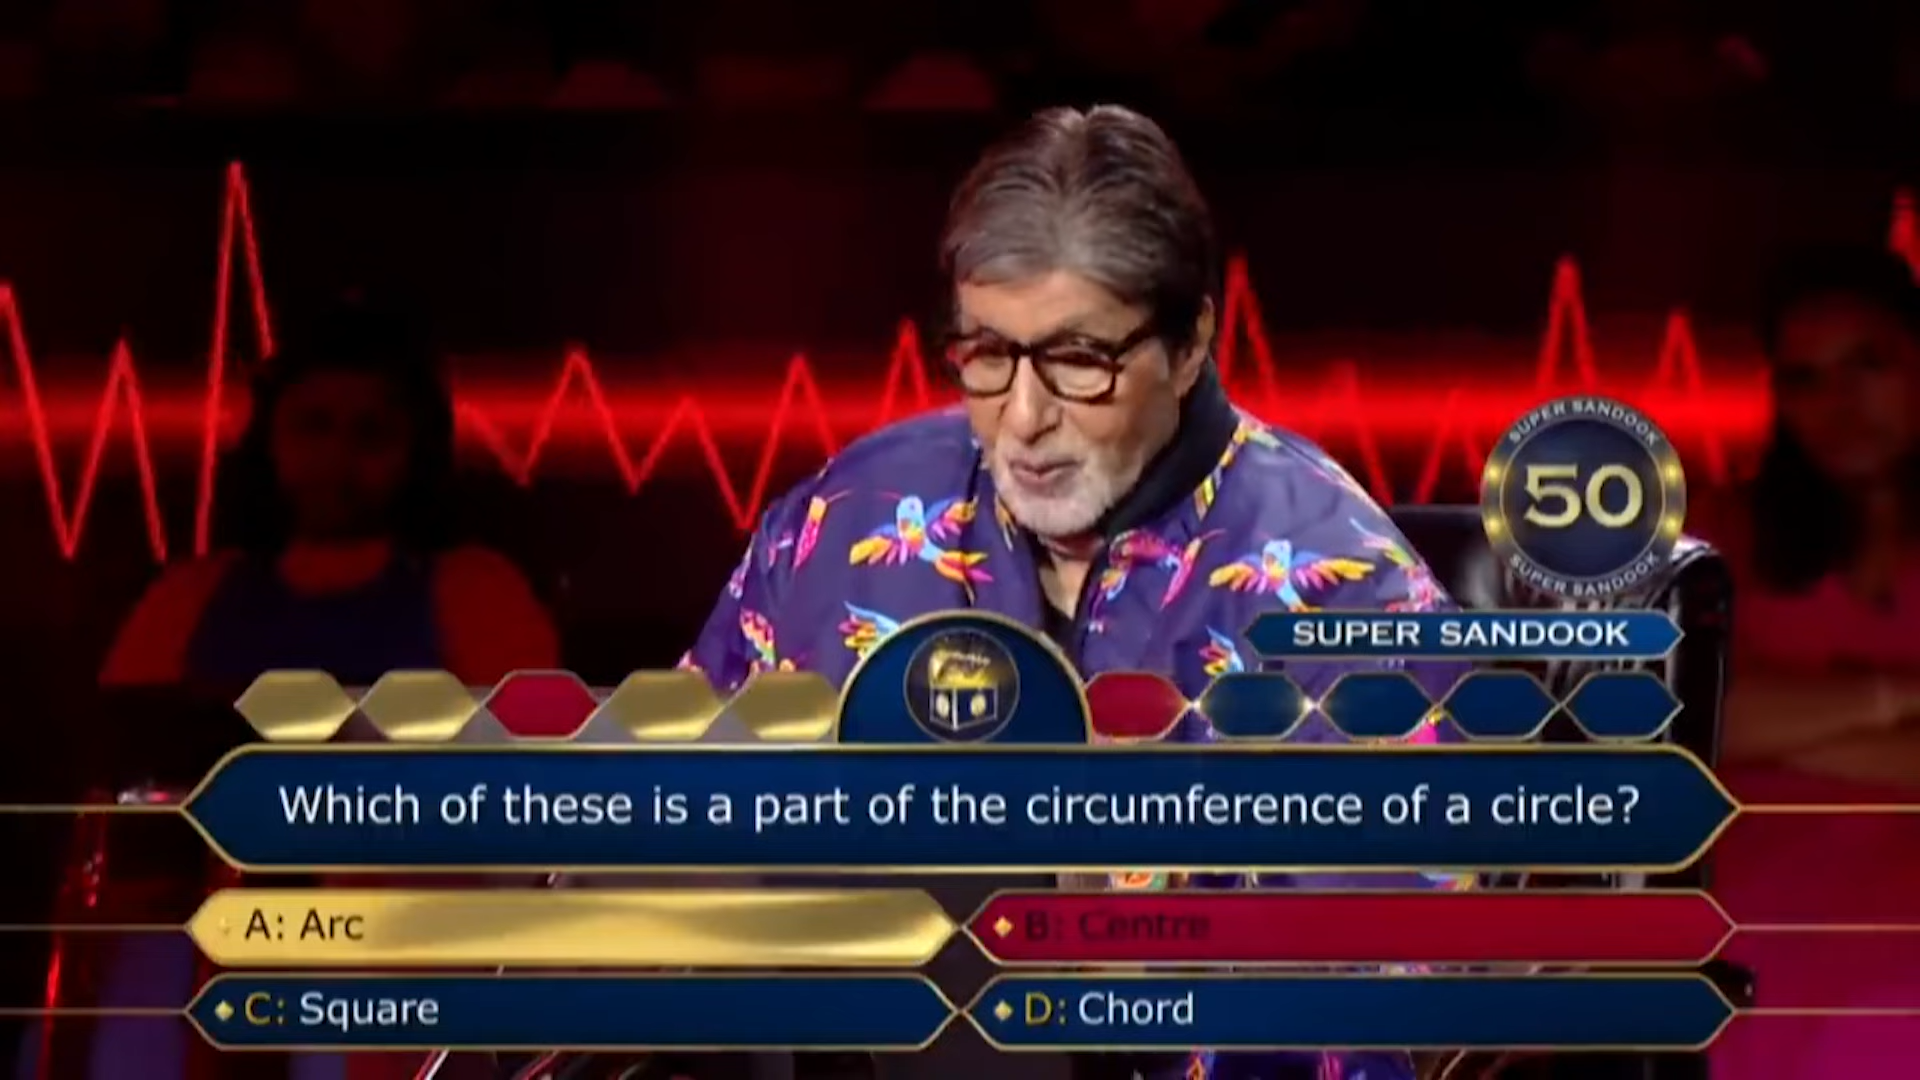 SUPER SANDOOK
50
SUPER SANDOOK
SUPER SANDOOK
Which of these is a part of the circumference of a circle?
A: Arc
B: Centre
C: Square
D: Chord